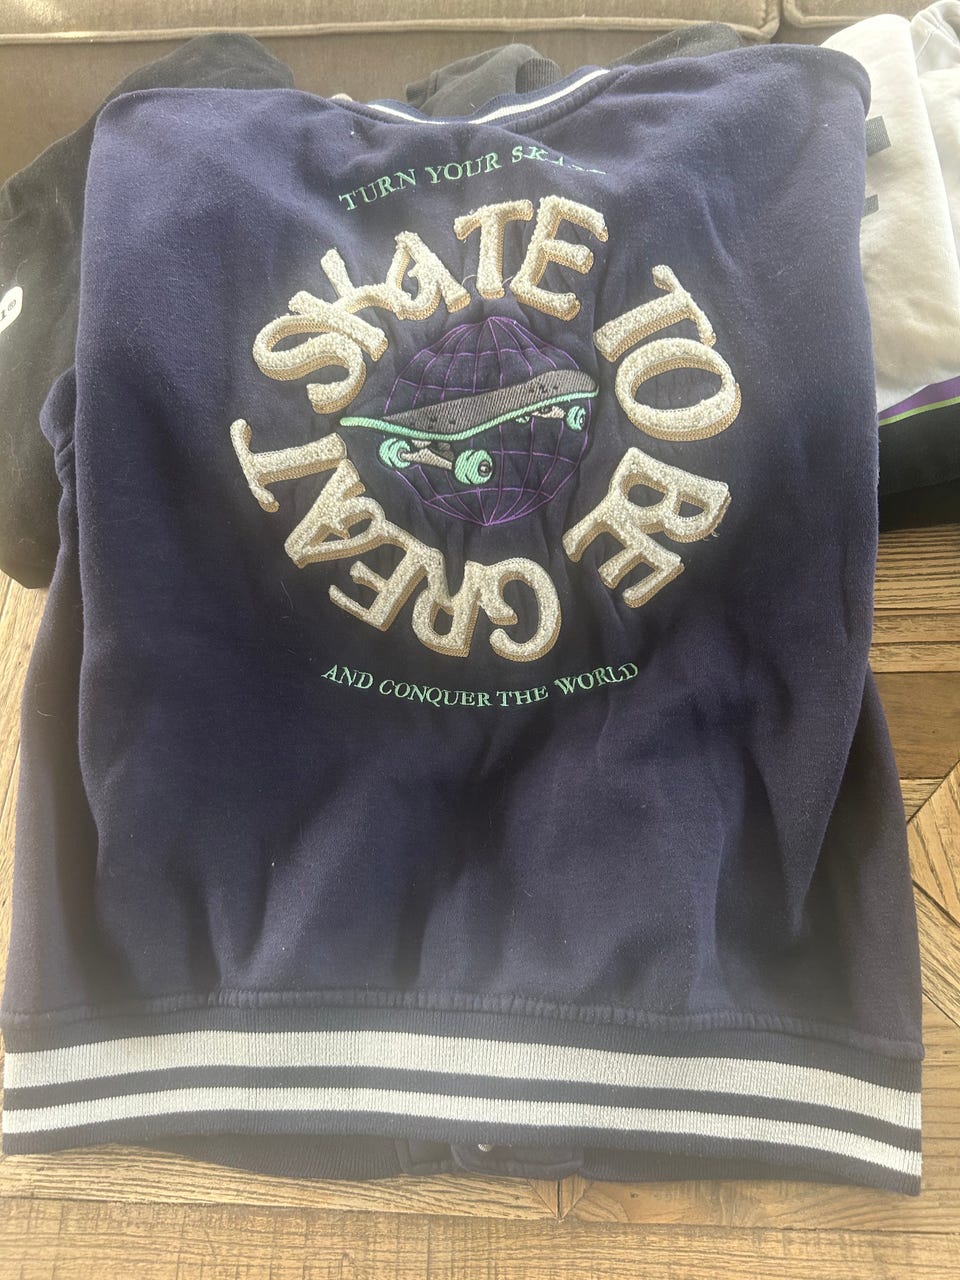 TURN YOUR
SKATE TO BE GREAT
AND CONQUER THE WORLD